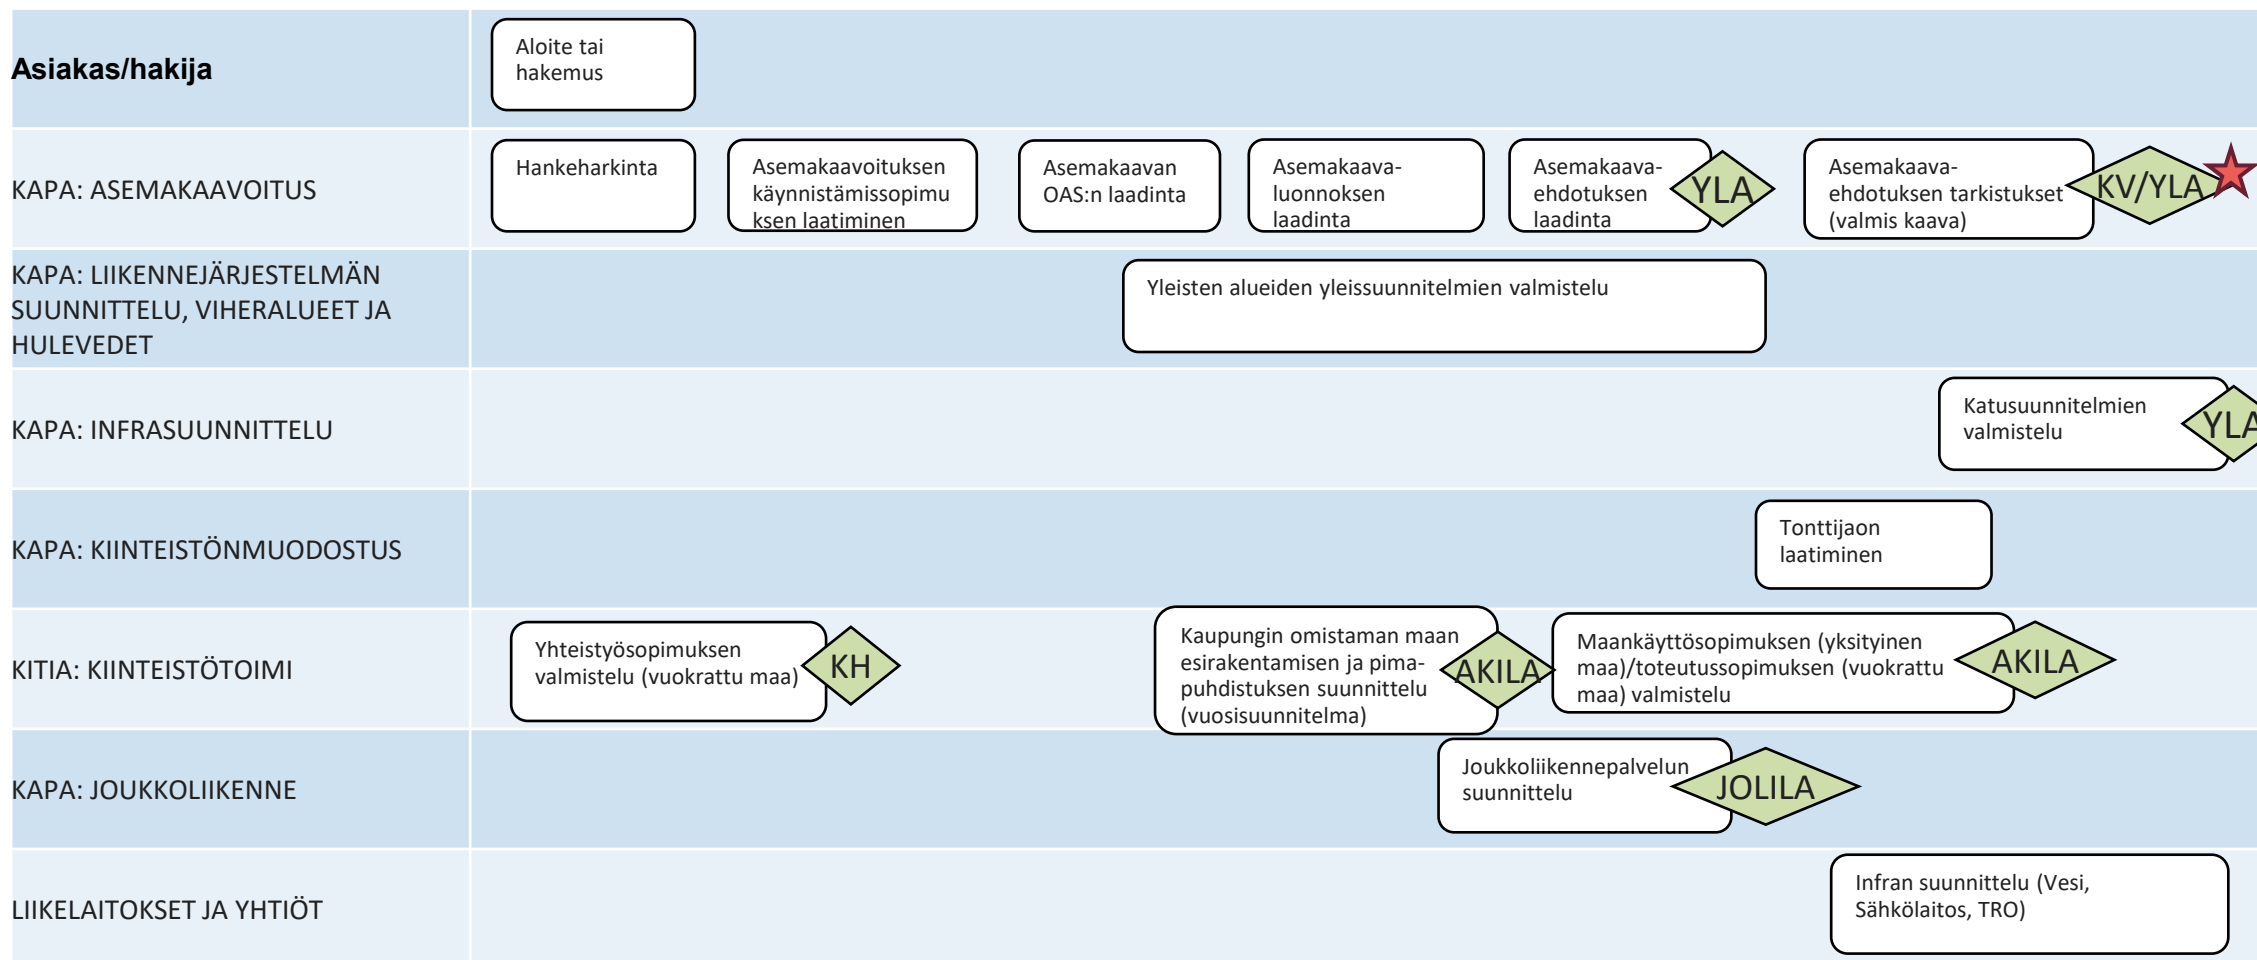 Asiakas/hakija
Aloite tai
hakemus
KAPA: ASEMAKAAVOITUS
Hankeharkinta
Asemakaavoituksen
käynnistämissopimu
ksen laatiminen
Asemakaavan
OAS:n laadinta
Asemakaava-
luonnoksen
laadinta
Asemakaava-
ehdotuksen
laadinta
YLA
Asemakaava-
ehdotuksen tarkistukset
(valmis kaava)
KV/YLA
KAPA: LIIKENNEJÄRJESTELMÄN
SUUNNITTELU, VIHERALUEET JA
HULEVEDET
Yleisten alueiden yleissuunnitelmien valmistelu
KAPA: INFRASUUNNITTELU
Katusuunnitelmien
valmistelu
YLA
KAPA: KIINTEISTÖNMUODOSTUS
Tonttijaon
laatiminen
KITIA: KIINTEISTÖTOIMI
Yhteistyösopimuksen
valmistelu (vuokrattu maa)
KH
Kaupungin omistaman maan
esirakentamisen ja pima-
puhdistuksen suunnittelu
(vuosisuunnitelma)
AKILA
Maankäyttösopimuksen (yksityinen
maa)/toteutussopimuksen (vuokrattu
maa) valmistelu
AKILA
KAPA: JOUKKOLIIKENNE
Joukkoliikennepalvelun
suunnittelu
JOLILA
LIIKELAITOKSET JA YHTIÖT
Infran suunnittelu (Vesi,
Sähkölaitos, TRO)